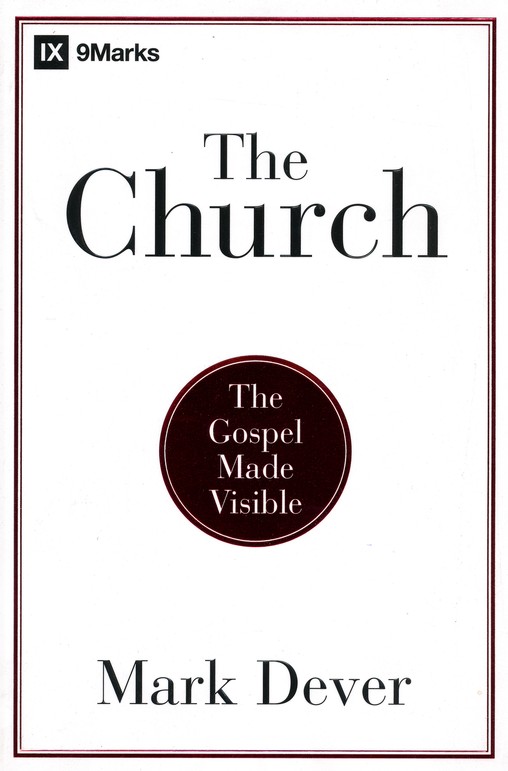 IX 9Marks
The
Church
The
Gospel
Made
Visible
Mark Dever